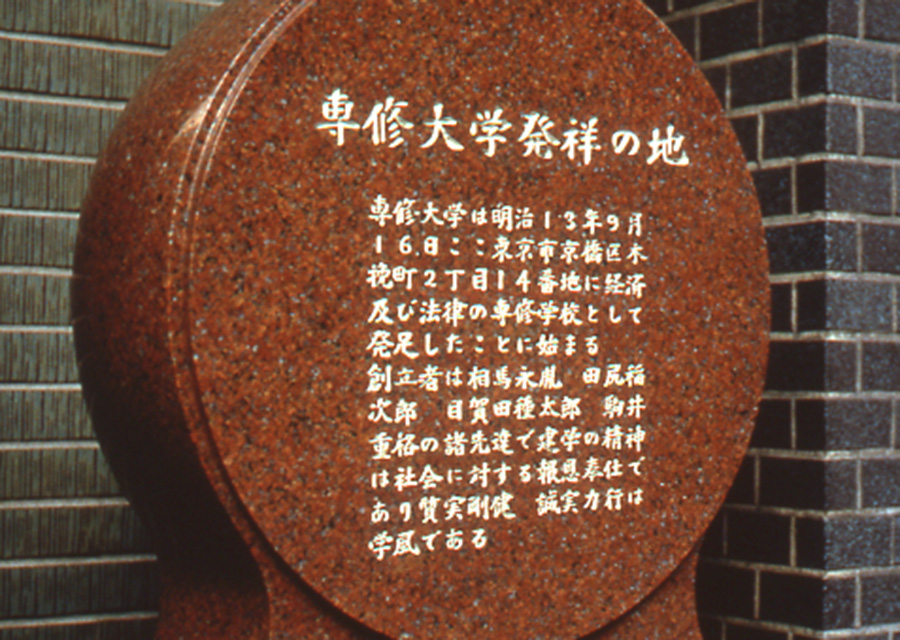 専修大学発祥の地
専修大学は明治13年9月
16日ここ東京市京橋区木
挽町2丁目14番地に経済
及び法律の専修学校として
発足したことに始まる
創立者は相馬永胤 田尻稲
次郎 目賀田種太郎 駒井
重格の諸先達で建学の精神
は社会に対する報恩奉仕で
あり質実剛健 誠実力行は
学風である